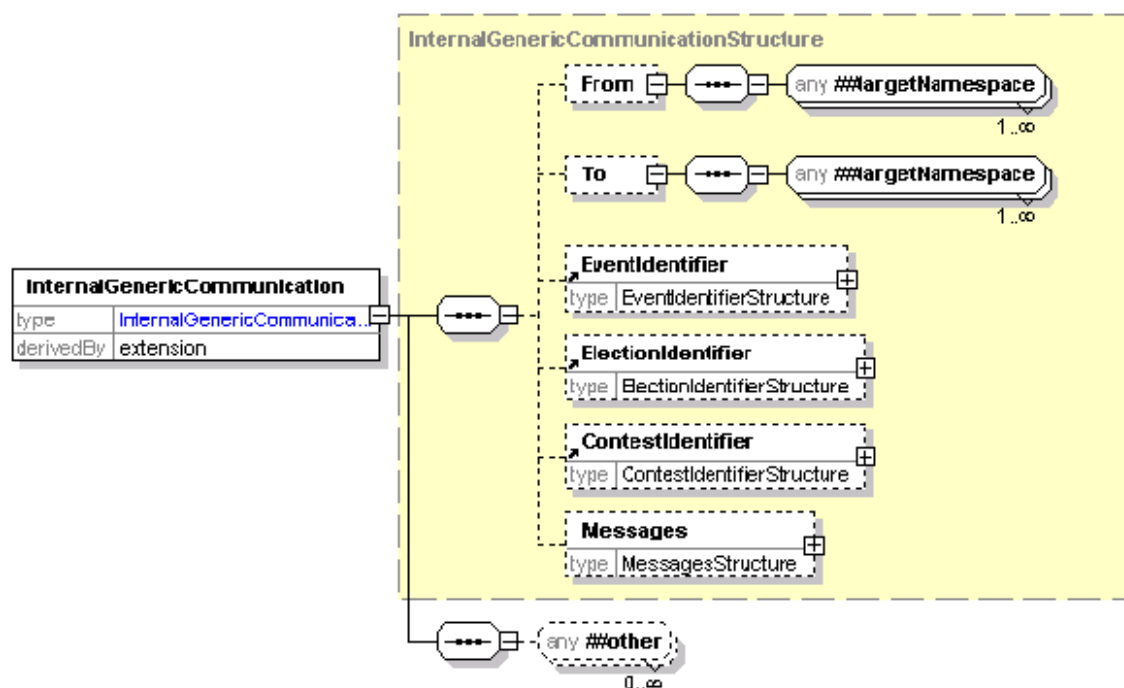 InternalGenericCommunicationStructure
From
any ##targetNamespace
1..∞
To
any ##targetNamespace
1..∞
EventIdentifier
type EventIdentifierStructure
InternalGenericCommunication
type InternalGenericCommunica...
derivedBy extension
ElectionIdentifier
type ElectionIdentifierStructure
ContestIdentifier
type ContestIdentifierStructure
Messages
type MessagesStructure
any ##other
0..∞